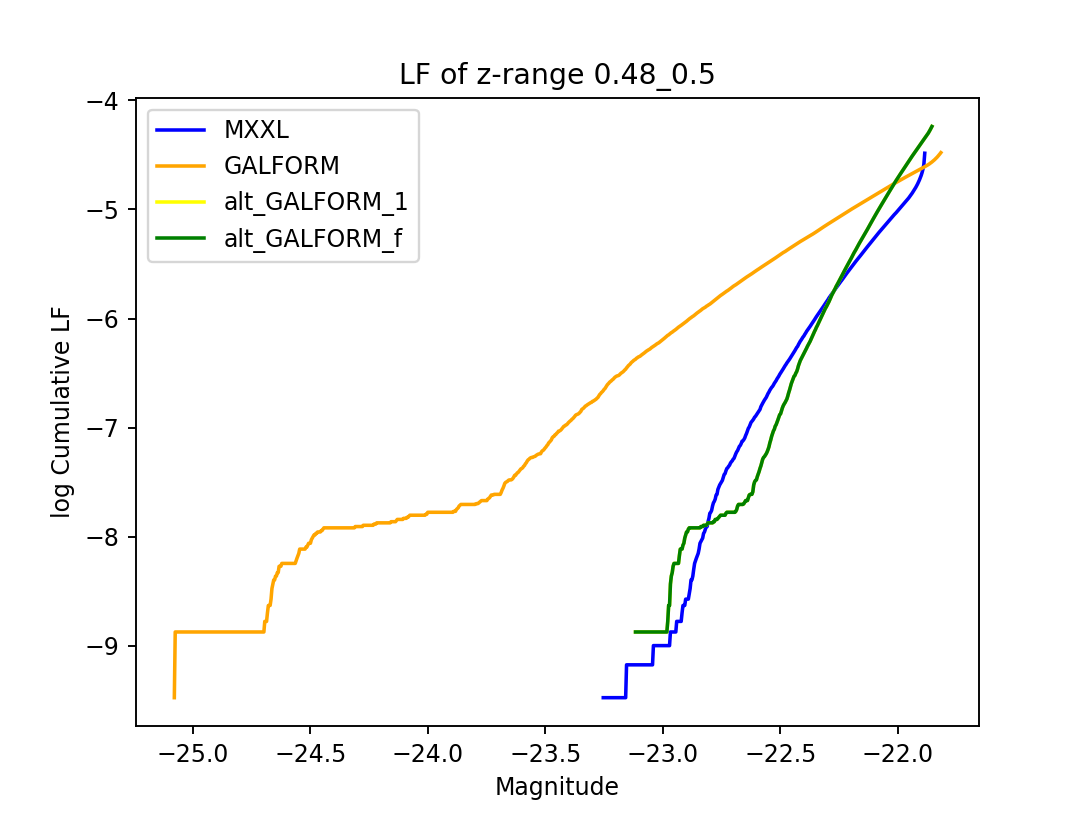 LF of z-range 0.48_0.5
MXXL
GALFORM
alt_GALFORM_1
alt_GALFORM_f
log Cumulative LF
−4
−5
−6
−7
−8
−9
−25.0 −24.5 −24.0 −23.5 −23.0 −22.5 −22.0
Magnitude